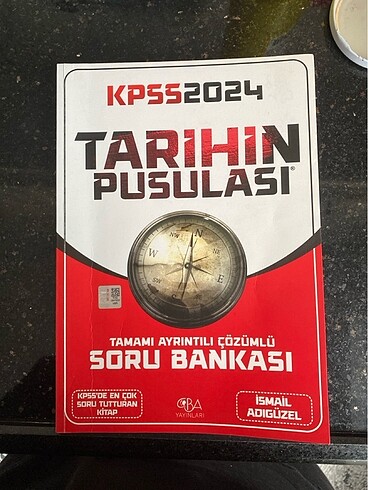 KPSS2024
TARİHİN
PUSULASI®
N
NE
E
W
TAMAMI AYRINTILI ÇÖZÜMLÜ
SORU BANKASI
KPSS'DE EN ÇOK
SORU TUTTURAN
KİTAP
CBA
YAYINLARI
İSMAİL
ADIGÜZEL